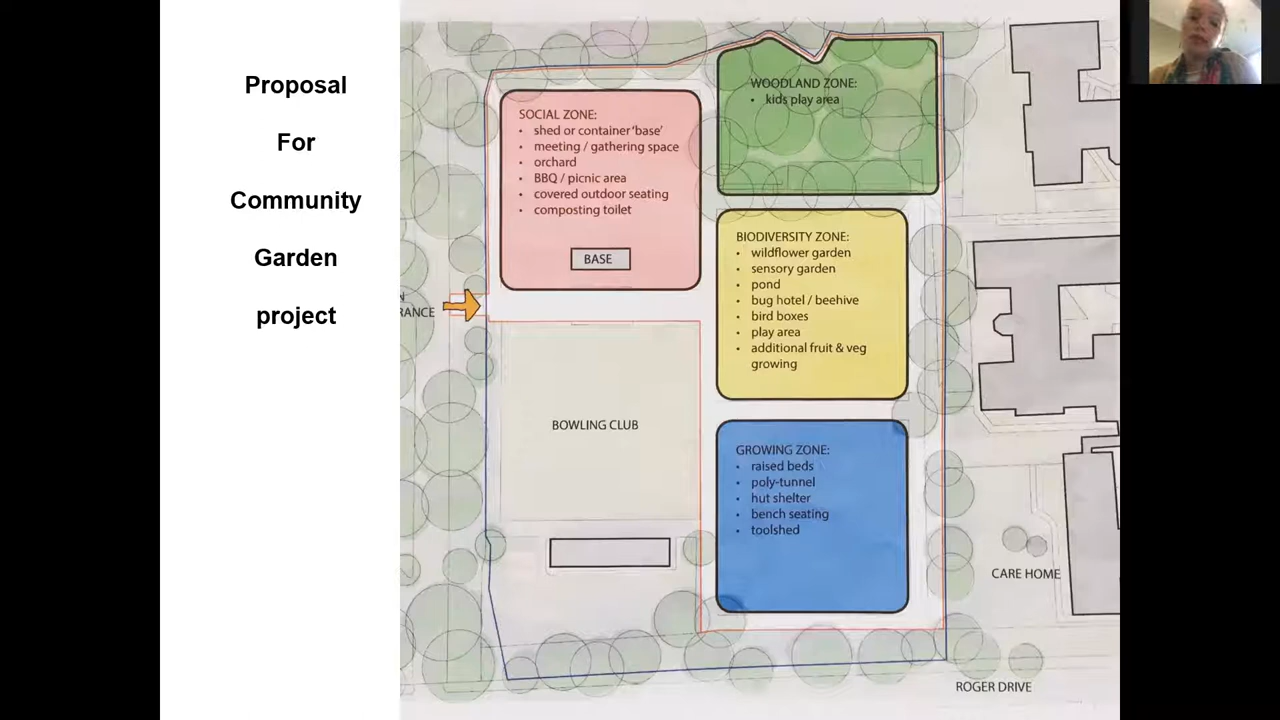 Proposal
For
Community
Garden
project
SOCIAL ZONE:
• shed or container 'base'
• meeting / gathering space
• orchard
• BBQ / picnic area
• covered outdoor seating
• composting toilet
BASE
WOODLAND ZONE:
• kids play area
BIODIVERSITY ZONE:
• wildflower garden
• sensory garden
• pond
• bug hotel / beehive
• bird boxes
• play area
• additional fruit & veg
growing
N
RANCE
BOWLING CLUB
GROWING ZONE:
• raised beds
• poly-tunnel
• hut shelter
• bench seating
• toolshed
CARE HOME
ROGER DRIVE